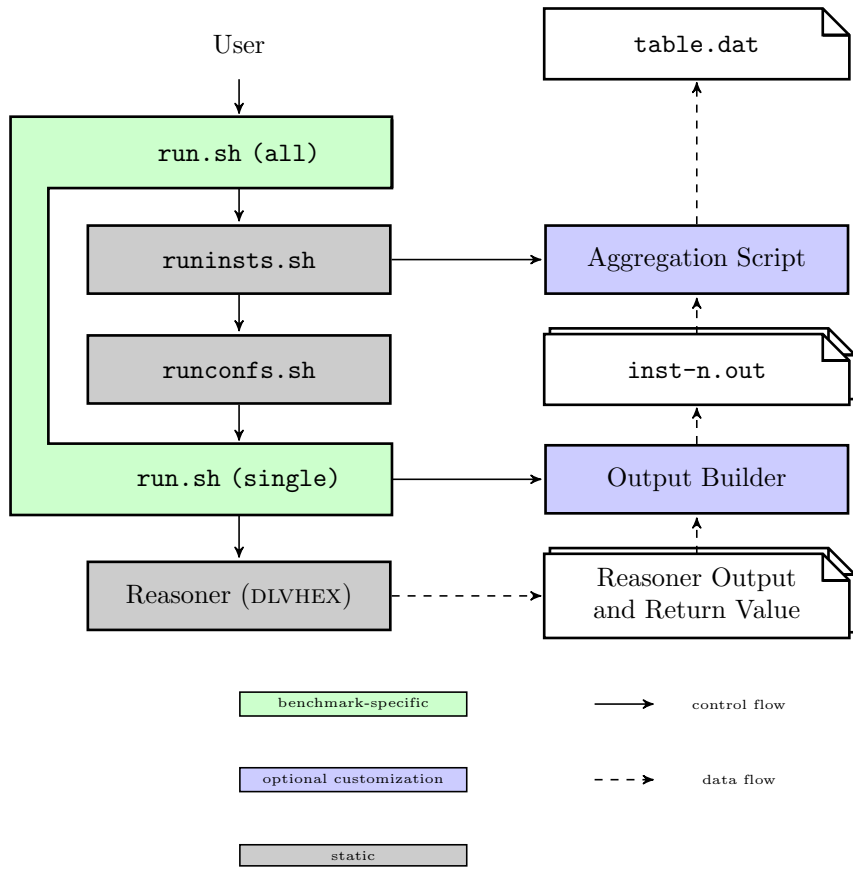 User
table.dat
run.sh (all)
runinsts.sh
Aggregation Script
runconfs.sh
inst-n.out
run.sh (single)
Output Builder
Reasoner (DLVHEX)
Reasoner Output
and Return Value
benchmark-specific
control flow
optional customization
data flow
static